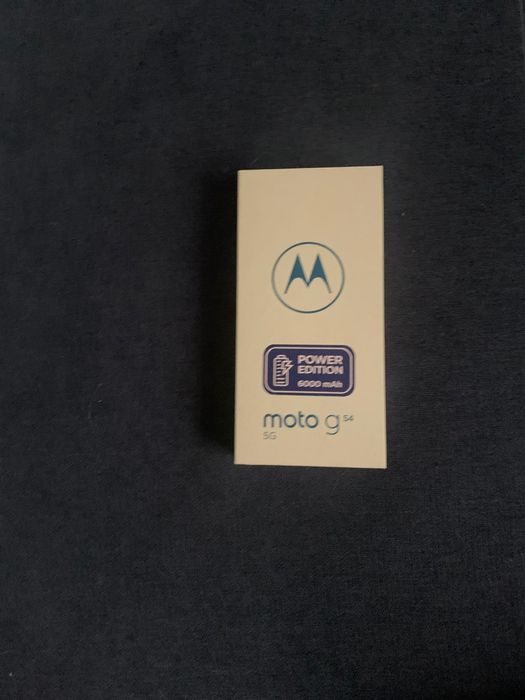 POWER
EDITION
6000 mAh
moto g 54
5G